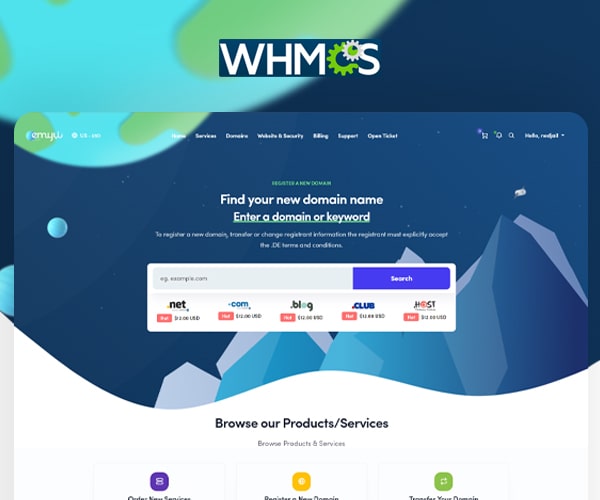 WHMCS
emyui
US - USD
Home Services Domains Website & Security Billing Support Open Ticket
Hello, redjail
REGISTER A NEW DOMAIN
Find your new domain name
Enter a domain or keyword
To register a new domain, transfer or change registrant information the registrant must explicitly accept
the .DE terms and conditions.
eg. example.com
Search
.net .com .blog .CLUB .HOST
Hot $12.00 USD Hot $12.00 USD Hot $12.00 USD Hot $12.00 USD Hot $12.00 USD
Browse our Products/Services
Browse Products & Services
Order New Services Register a New Domain Transfer Your Domain